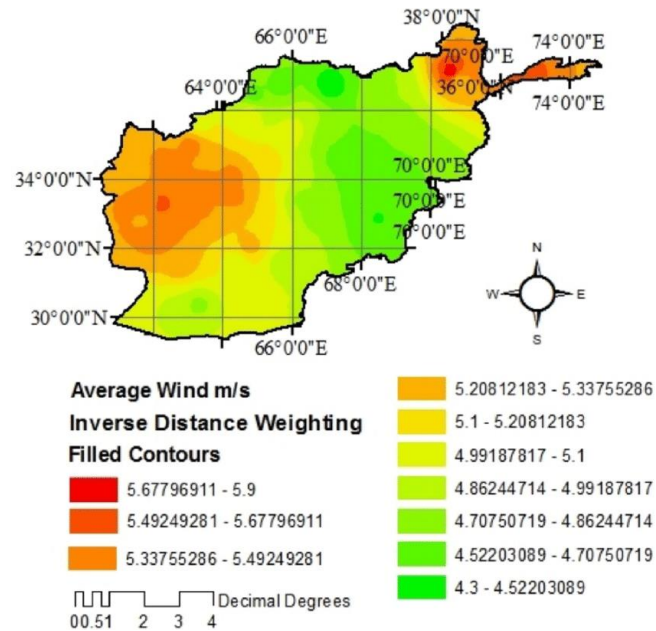 38°0'0"N
66°0'0"E
70°0'0"E
74°0'0"E
64°0'0"E
36°0'0"N
74°0'0"E
34°0'0"N
70°0'0"E
70°0'0"E
32°0'0"N
70°0'0"E
68°0'0"E
30°0'0"N
66°0'0"E
N
W
E
S
Average Wind m/s
Inverse Distance Weighting
Filled Contours
5.67796911 - 5.9
5.49249281 - 5.67796911
5.33755286 - 5.49249281
5.20812183 - 5.33755286
5.1 - 5.20812183
4.99187817 - 5.1
4.86244714 - 4.99187817
4.70750719 - 4.86244714
4.52203089 - 4.70750719
4.3 - 4.52203089
Decimal Degrees
00.51 2 3 4